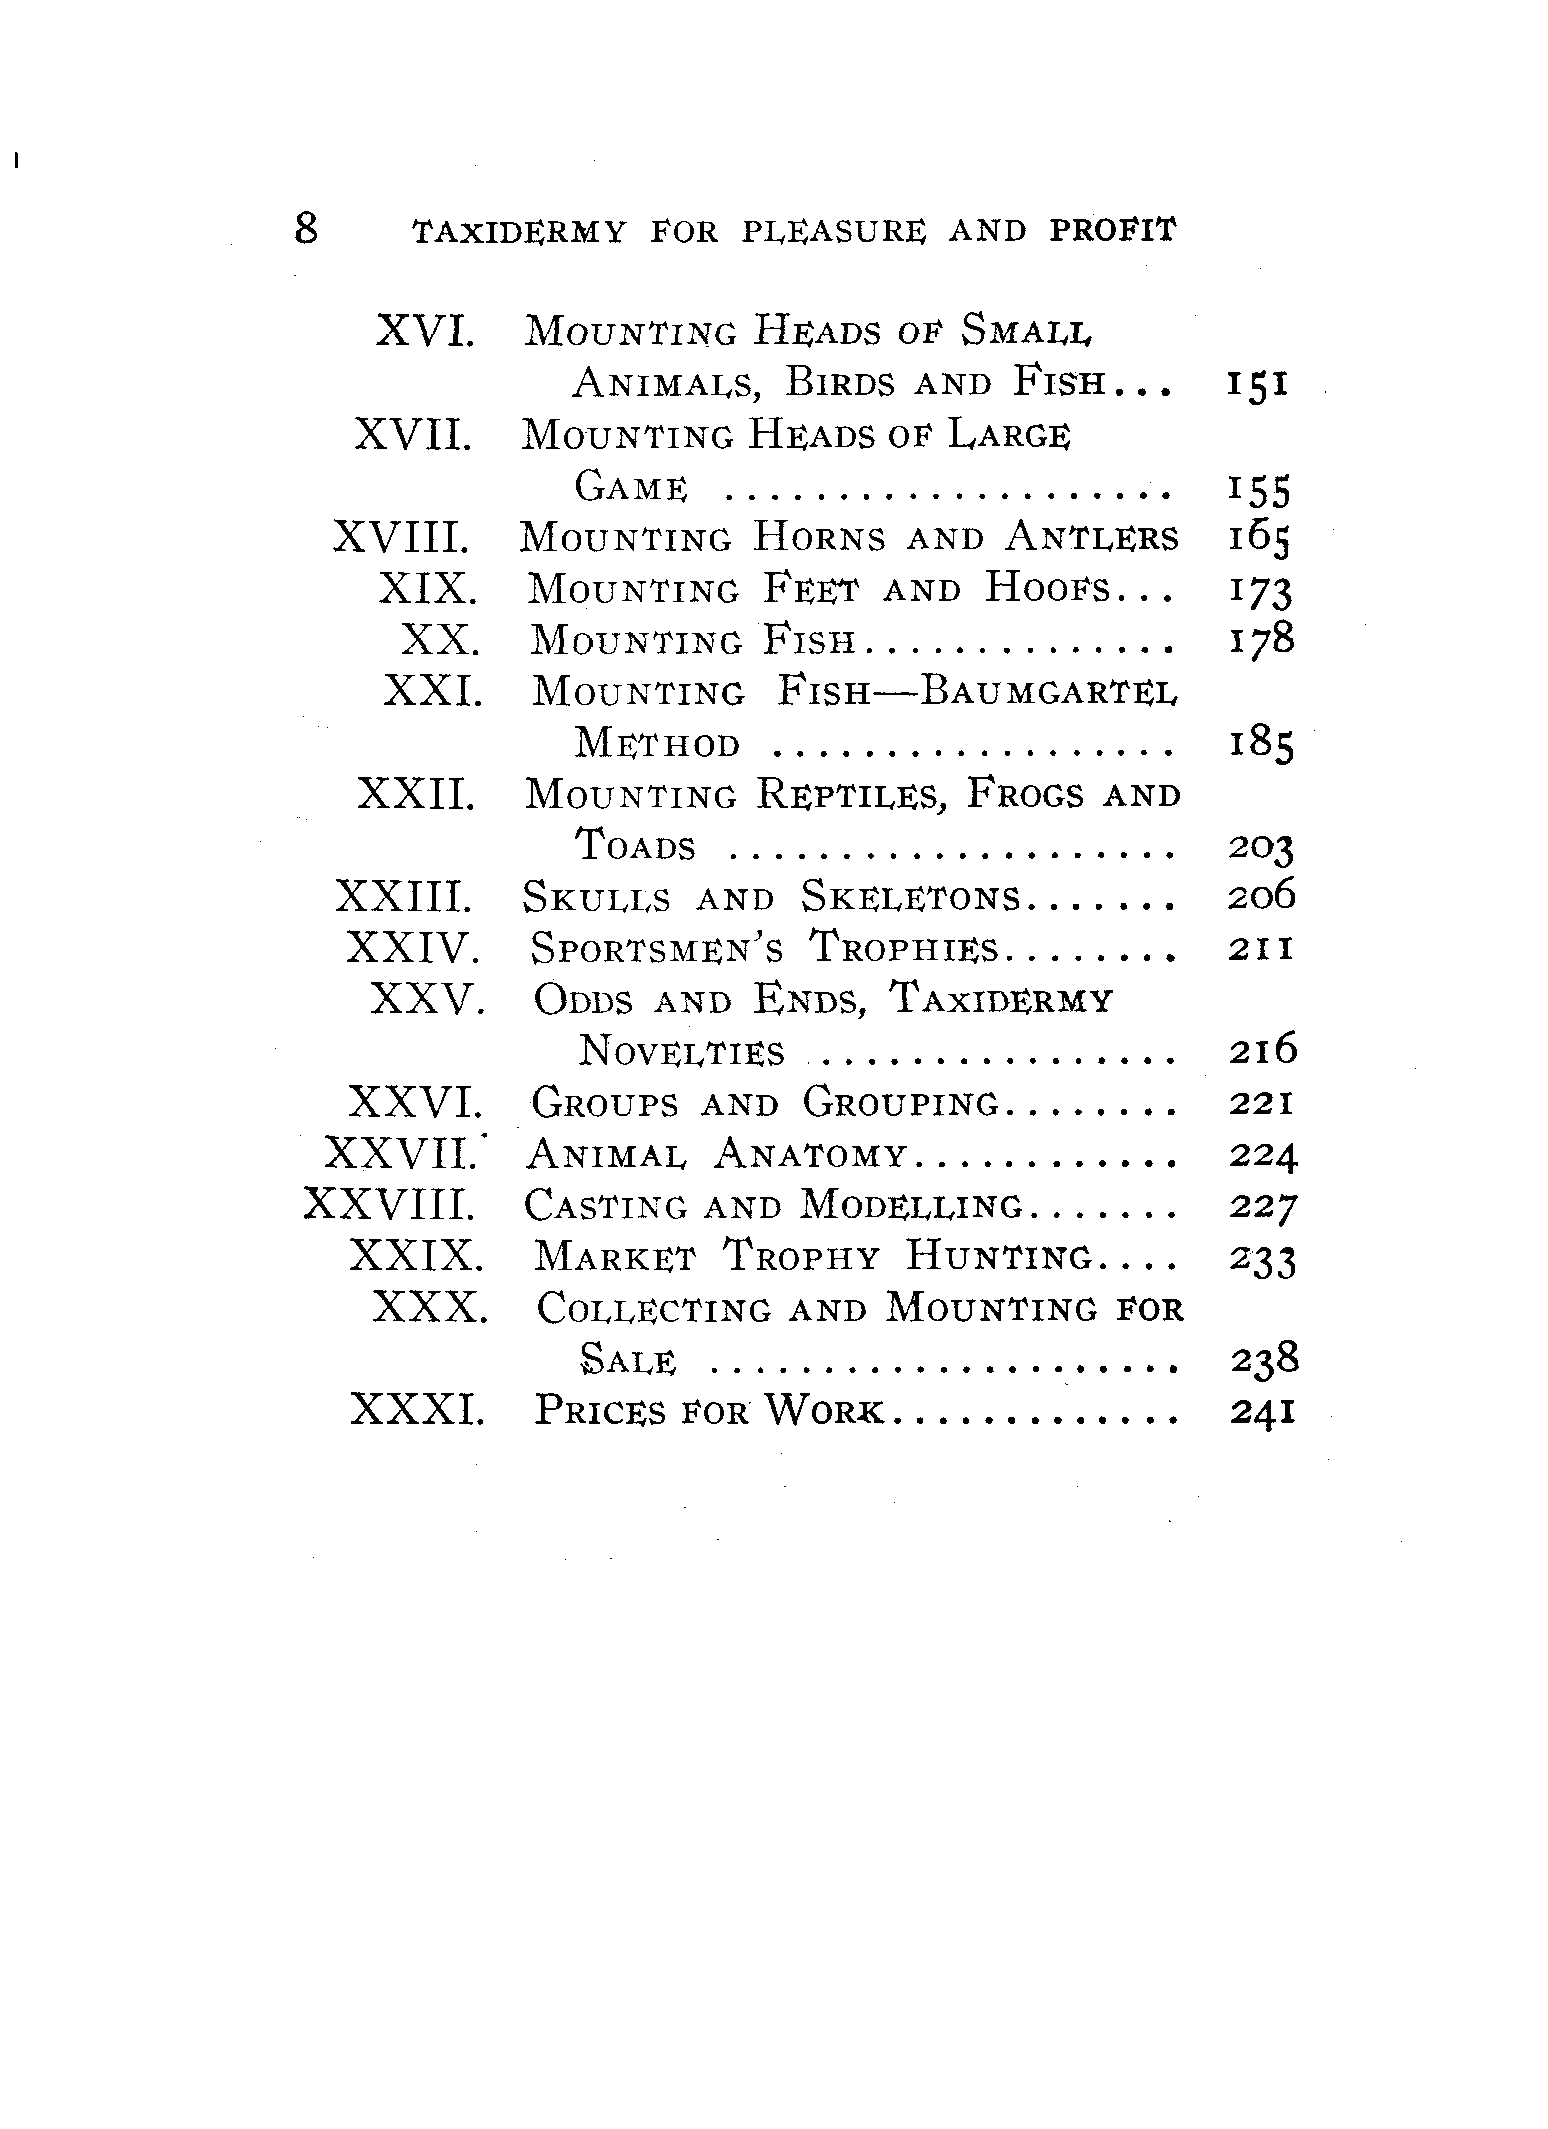 8 TAXIDERMY FOR PLEASURE AND PROFIT
XVI. MOUNTING HEADS OF SMALL
ANIMALS, BIRDS AND FISH... 151
XVII. MOUNTING HEADS OF LARGE
GAME .................... 155
XVIII. MOUNTING HORNS AND ANTLERS 165
XIX. MOUNTING FEET AND HOOFS... 173
XX. MOUNTING FISH.............. 178
XXI. MOUNTING FISH—BAUMGARTEL
METHOD .................. 185
XXII. MOUNTING REPTILES, FROGS AND
TOADS .................... 203
XXIII. SKULLS AND SKELETONS....... 206
XXIV. SPORTSMEN'S TROPHIES........ 211
XXV. ODDS AND ENDS, TAXIDERMY
NOVELTIES ................ 216
XXVI. GROUPS AND GROUPING........ 221
XXVII. ANIMAL ANATOMY............ 224
XXVIII. CASTING AND MODELLING....... 227
XXIX. MARKET TROPHY HUNTING.... 233
XXX. COLLECTING AND MOUNTING FOR
SALE ..................... 238
XXXI. PRICES FOR WORK............. 241